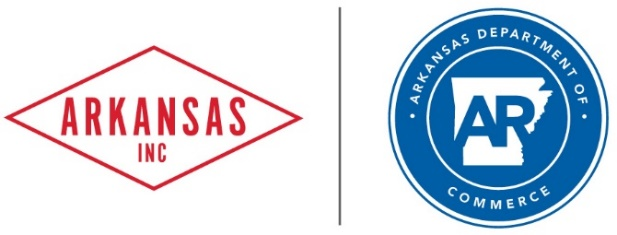 ARKANSAS
INC
• ARKANSAS DEPARTMENT OF •
AR
COMMERCE